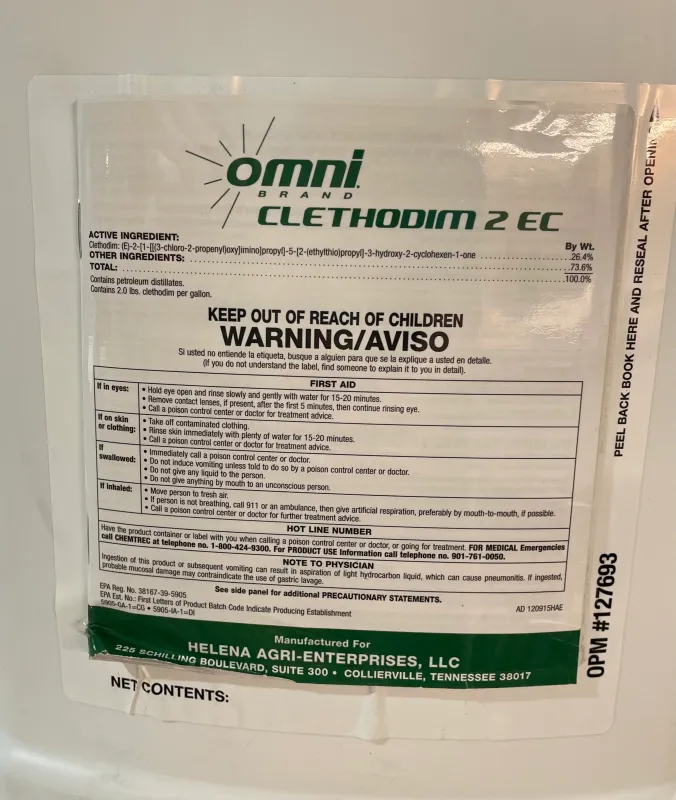 omni
BRAND
CLETHODIM 2 EC
ACTIVE INGREDIENT: By Wt.
Clethodim: (E)-2-[1-[[(3-chloro-2-propenyl)oxy]imino]propyl]-5-[2-(ethylthio)propyl]-3-hydroxy-2-cyclohexen-1-one 26.4%
OTHER INGREDIENTS: 73.6%
TOTAL: 100.0%
Contains petroleum distillates.
Contains 2.0 lbs. clethodim per gallon.
KEEP OUT OF REACH OF CHILDREN
WARNING/AVISO
Si usted no entiende la etiqueta, busque a alguien para que se la explique a usted en detalle.
(If you do not understand the label, find someone to explain it to you in detail).
FIRST AID
If in eyes:
• Hold eye open and rinse slowly and gently with water for 15-20 minutes.
• Remove contact lenses, if present, after the first 5 minutes, then continue rinsing eye.
• Call a poison control center or doctor for treatment advice.
If on skin
or clothing:
• Take off contaminated clothing.
• Rinse skin immediately with plenty of water for 15-20 minutes.
• Call a poison control center or doctor for treatment advice.
If
swallowed:
• Immediately call a poison control center or doctor.
• Do not induce vomiting unless told to do so by a poison control center or doctor.
• Do not give any liquid to the person.
• Do not give anything by mouth to an unconscious person.
If inhaled:
• Move person to fresh air.
• If person is not breathing, call 911 or an ambulance, then give artificial respiration, preferably by mouth-to-mouth, if possible.
• Call a poison control center or doctor for further treatment advice.
HOT LINE NUMBER
Have the product container or label with you when calling a poison control center or doctor, or going for treatment. FOR MEDICAL Emergencies
call CHEMTREC at telephone no. 1-800-424-9300. For PRODUCT USE Information call telephone no. 901-761-0050.
NOTE TO PHYSICIAN
Ingestion of this product or subsequent vomiting can result in aspiration of light hydrocarbon liquid, which can cause pneumonitis. If ingested,
probable mucosal damage may contraindicate the use of gastric lavage.
See side panel for additional PRECAUTIONARY STATEMENTS.
EPA Reg. No. 38167-39-5905
EPA Est. No.: First Letters of Product Batch Code Indicate Producing Establishment
5905-GA-1=CG • 5905-IA-1=DI
AD 120915HAE
Manufactured For
HELENA AGRI-ENTERPRISES, LLC
225 SCHILLING BOULEVARD, SUITE 300 • COLLIERVILLE, TENNESSEE 38017
NET CONTENTS:
PEEL BACK BOOK HERE AND RESEAL AFTER OPENIN
OPM #127693